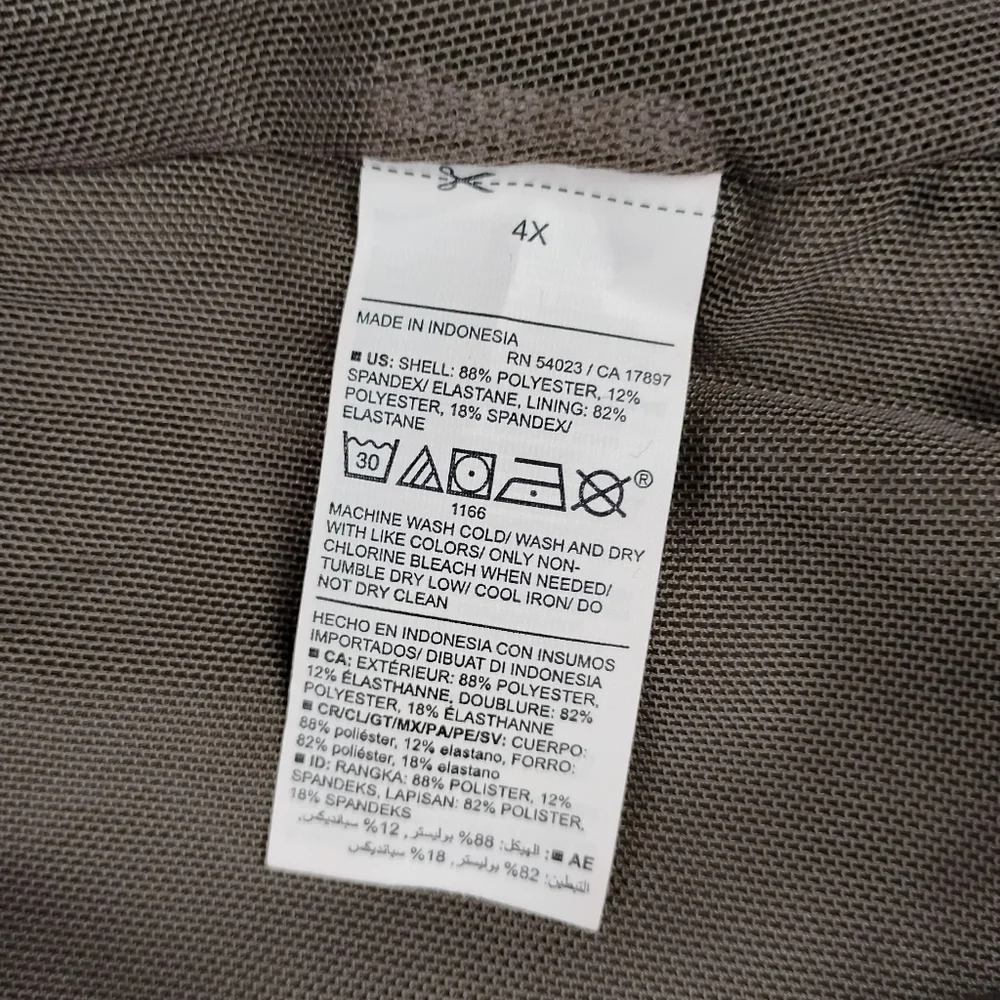 4X
MADE IN INDONESIA
RN 54023 / CA 17897
US: SHELL: 88% POLYESTER, 12%
SPANDEX/ ELASTANE, LINING: 82%
POLYESTER, 18% SPANDEX/
ELASTANE
30
®
1166
MACHINE WASH COLD/ WASH AND DRY
WITH LIKE COLORS/ ONLY NON-
CHLORINE BLEACH WHEN NEEDED/
TUMBLE DRY LOW/ COOL IRON/ DO
NOT DRY CLEAN
HECHO EN INDONESIA CON INSUMOS
IMPORTADOS/ DIBUAT DI INDONESIA
CA: EXTÉRIEUR: 88% POLYESTER,
12% ÉLASTHANNE, DOUBLURE: 82%
POLYESTER, 18% ÉLASTHANNE
CR/CL/GT/MX/PA/PE/SV: CUERPO:
88% poliéster, 12% elastano, FORRO:
82% poliéster, 18% elastano
ID: RANGKA: 88% POLISTER, 12%
SPANDEKS, LAPISAN: 82% POLISTER,
18% SPANDEKS
AE: الهيكل: 88% بوليستر, 12% سبانديكس,
التبطين: 82% بوليستر, 18% سبانديكس